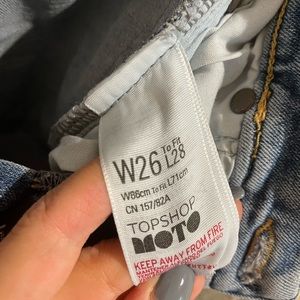 W26 To Fit L28
W66cm To Fit L71cm
CN 157/82A
TOPSHOP
MOTO
KEEP AWAY FROM FIRE